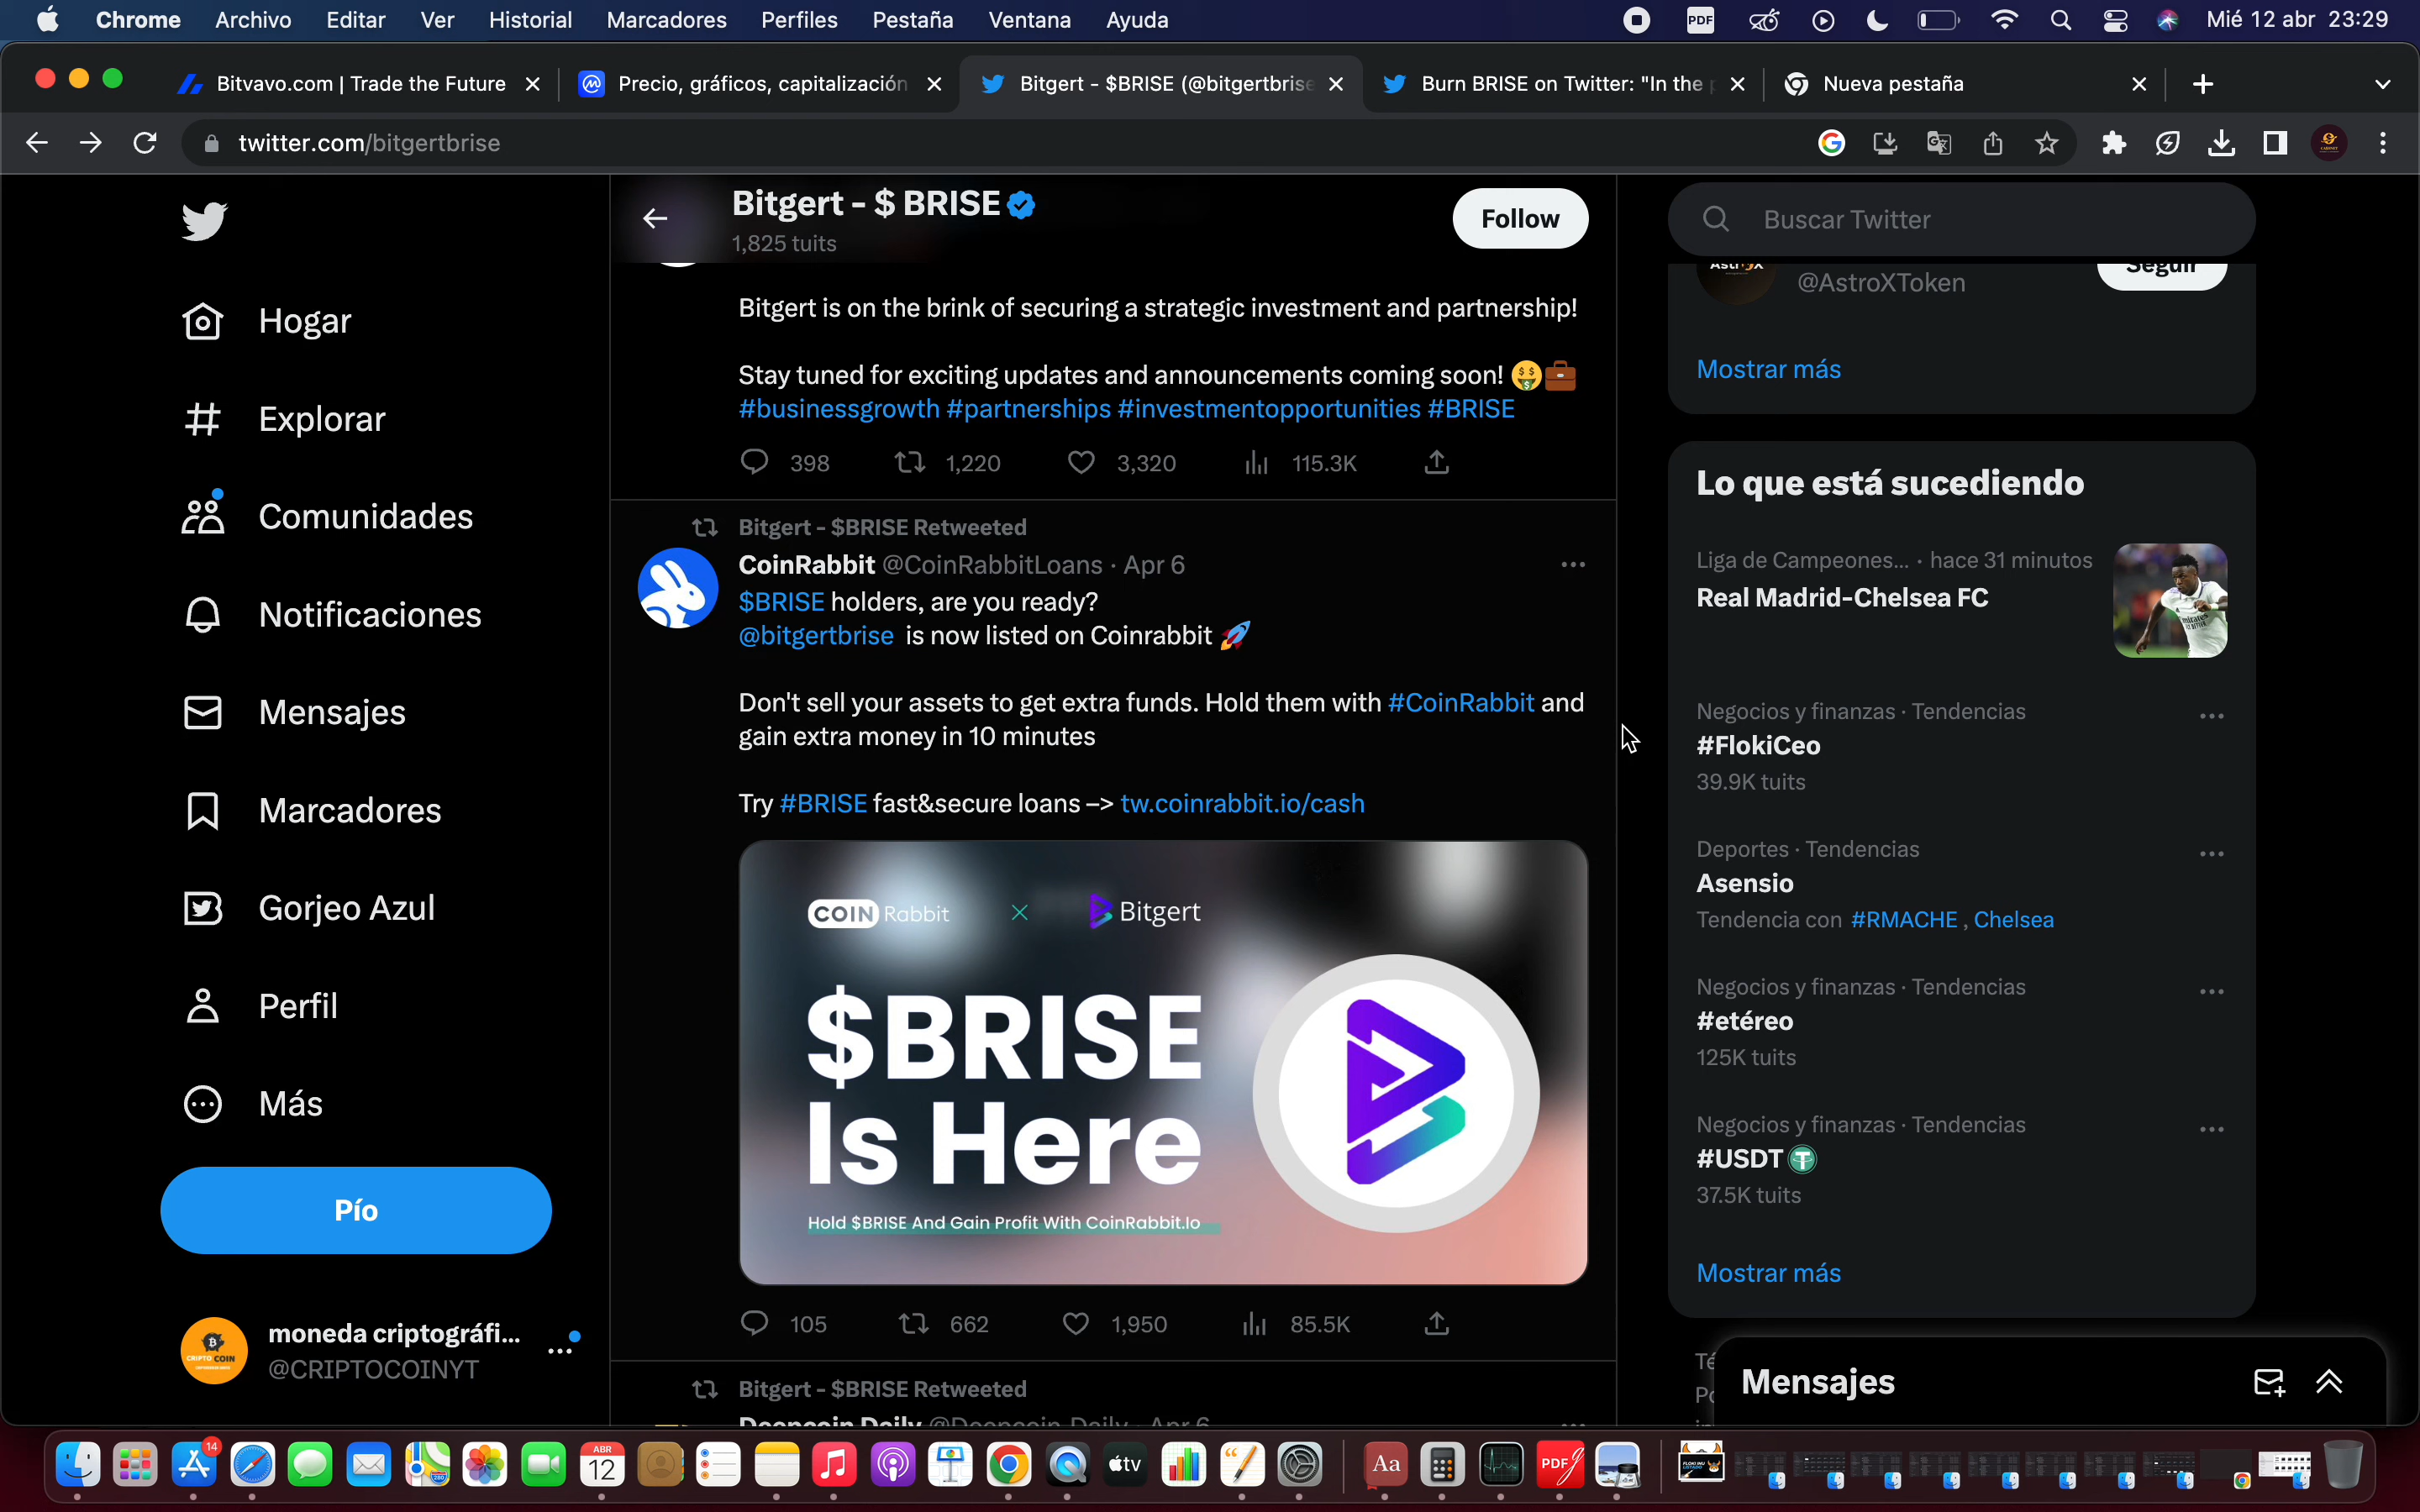 Chrome Archivo Editar Ver Historial Marcadores Perfiles Pestaña Ventana Ayuda
PDF
Mié 12 abr 23:29
Bitvavo.com | Trade the Future
Precio, gráficos, capitalización
Bitgert - $BRISE (@bitgertbrise
Burn BRISE on Twitter: "In the
Nueva pestaña
twitter.com/bitgertbrise
Hogar
Explorar
Comunidades
Notificaciones
Mensajes
Marcadores
Gorjeo Azul
Perfil
Más
Pío
CRIPTO COIN
moneda criptográfi...
@CRIPTOCOINYT
Bitgert - $ BRISE
1,825 tuits
Follow
Bitgert is on the brink of securing a strategic investment and partnership!
Stay tuned for exciting updates and announcements coming soon! 🤑💼
#businessgrowth #partnerships #investmentopportunities #BRISE
398 1,220 3,320 115.3K
Bitgert - $BRISE Retweeted
CoinRabbit @CoinRabbitLoans · Apr 6
$BRISE holders, are you ready?
@bitgertbrise is now listed on Coinrabbit 🚀
Don't sell your assets to get extra funds. Hold them with #CoinRabbit and
gain extra money in 10 minutes
Try #BRISE fast&secure loans –> tw.coinrabbit.io/cash
COIN Rabbit × Bitgert
$BRISE
Is Here
Hold $BRISE And Gain Profit With CoinRabbit.Io
105 662 1,950 85.5K
Bitgert - $BRISE Retweeted
Deepcoin Daily @Deepcoin_Daily · Apr 6
Buscar Twitter
AstroX
@AstroXToken
Seguir
Mostrar más
Lo que está sucediendo
Liga de Campeones... · hace 31 minutos
Real Madrid-Chelsea FC
Negocios y finanzas · Tendencias
#FlokiCeo
39.9K tuits
Deportes · Tendencias
Asensio
Tendencia con #RMACHE , Chelsea
Negocios y finanzas · Tendencias
#etéreo
125K tuits
Negocios y finanzas · Tendencias
#USDT
37.5K tuits
Mostrar más
Mensajes
14
ABR
12
tv
Aa
PDF